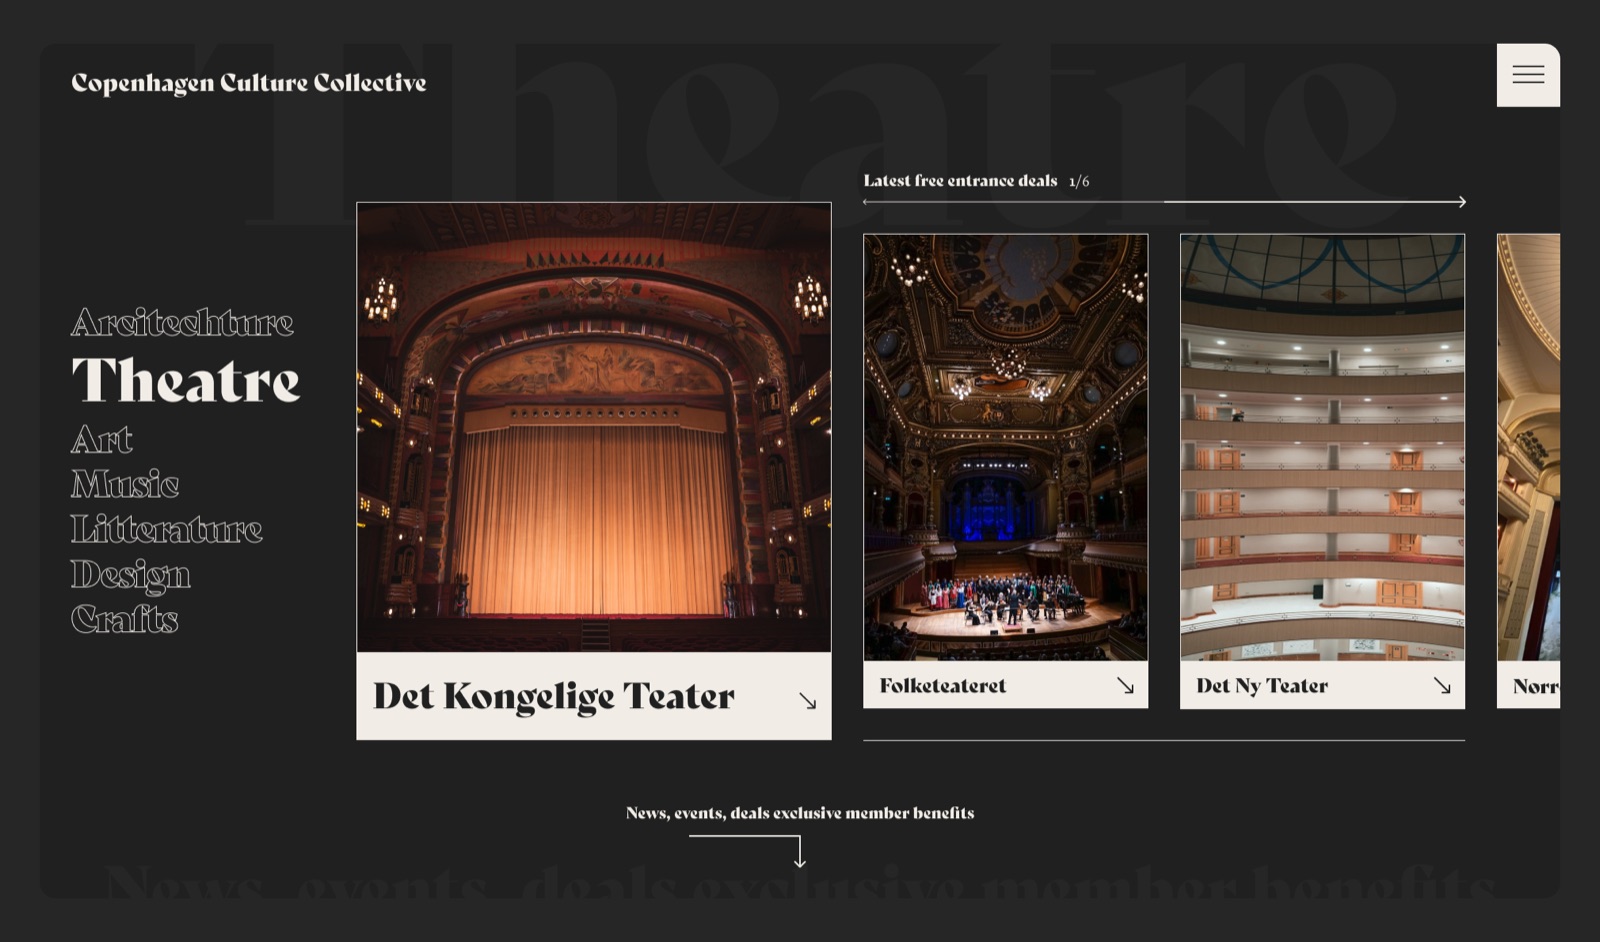 Theatre
Copenhagen Culture Collective
Latest free entrance deals 1/6
Arcitechture
Theatre
Art
Music
Litterature
Design
Crafts
Det Kongelige Teater
Folketeateret
Det Ny Teater
Nørr
News, events, deals exclusive member benefits
News, events, deals exclusive member benefits